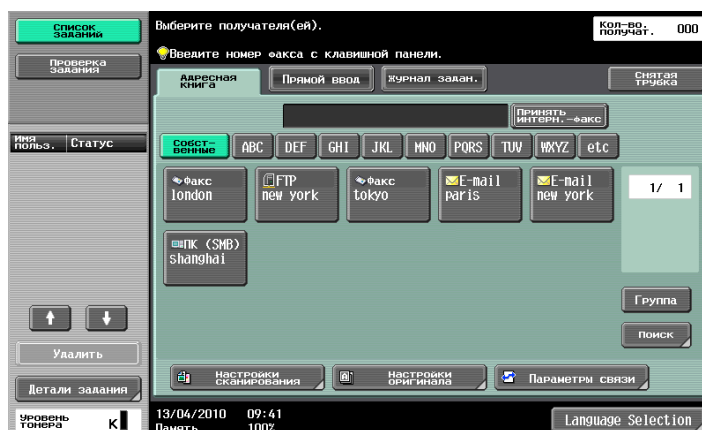 Список
заданий
Проверка
задания
Имя
польз.
Статус
Удалить
Детали задания
Уровень
тонера
K
Выберите получателя(ей).
Кол-во.
получат.
000
Введите номер факса с клавишной панели.
Адресная
книга
Прямой ввод
Журнал задан.
Снятая
трубка
Принять
интерн.-факс
Собст-
венные
ABC
DEF
GHI
JKL
MNO
PQRS
TUV
WXYZ
etc
Факс
london
FTP
new york
Факс
tokyo
E-mail
paris
E-mail
new york
1/ 1
ПК (SMB)
shanghai
Группа
Поиск
Настройки
сканирования
Настройки
оригинала
Параметры связи
13/04/2010 09:41
Память 100%
Language Selection